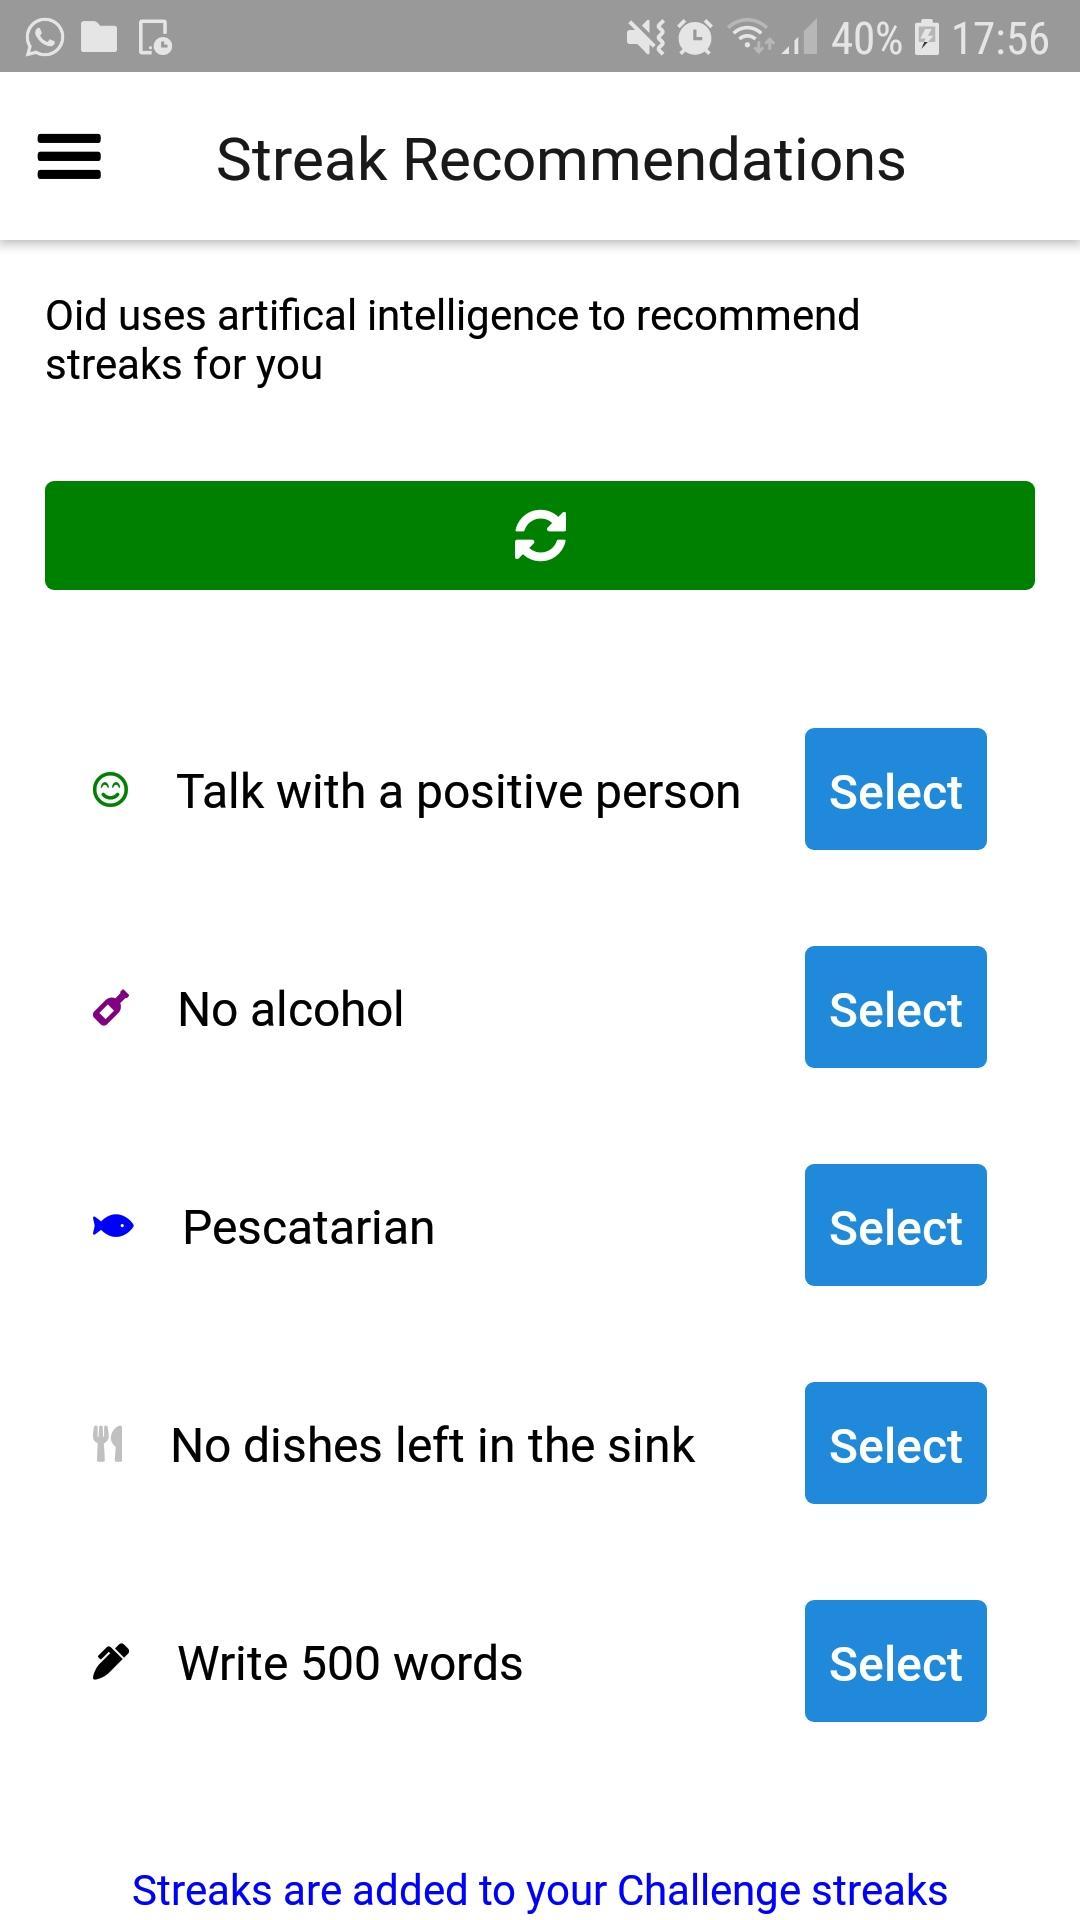 40% 17:56
Streak Recommendations
Oid uses artifical intelligence to recommend
streaks for you
Talk with a positive person Select
No alcohol Select
Pescatarian Select
No dishes left in the sink Select
Write 500 words Select
Streaks are added to your Challenge streaks